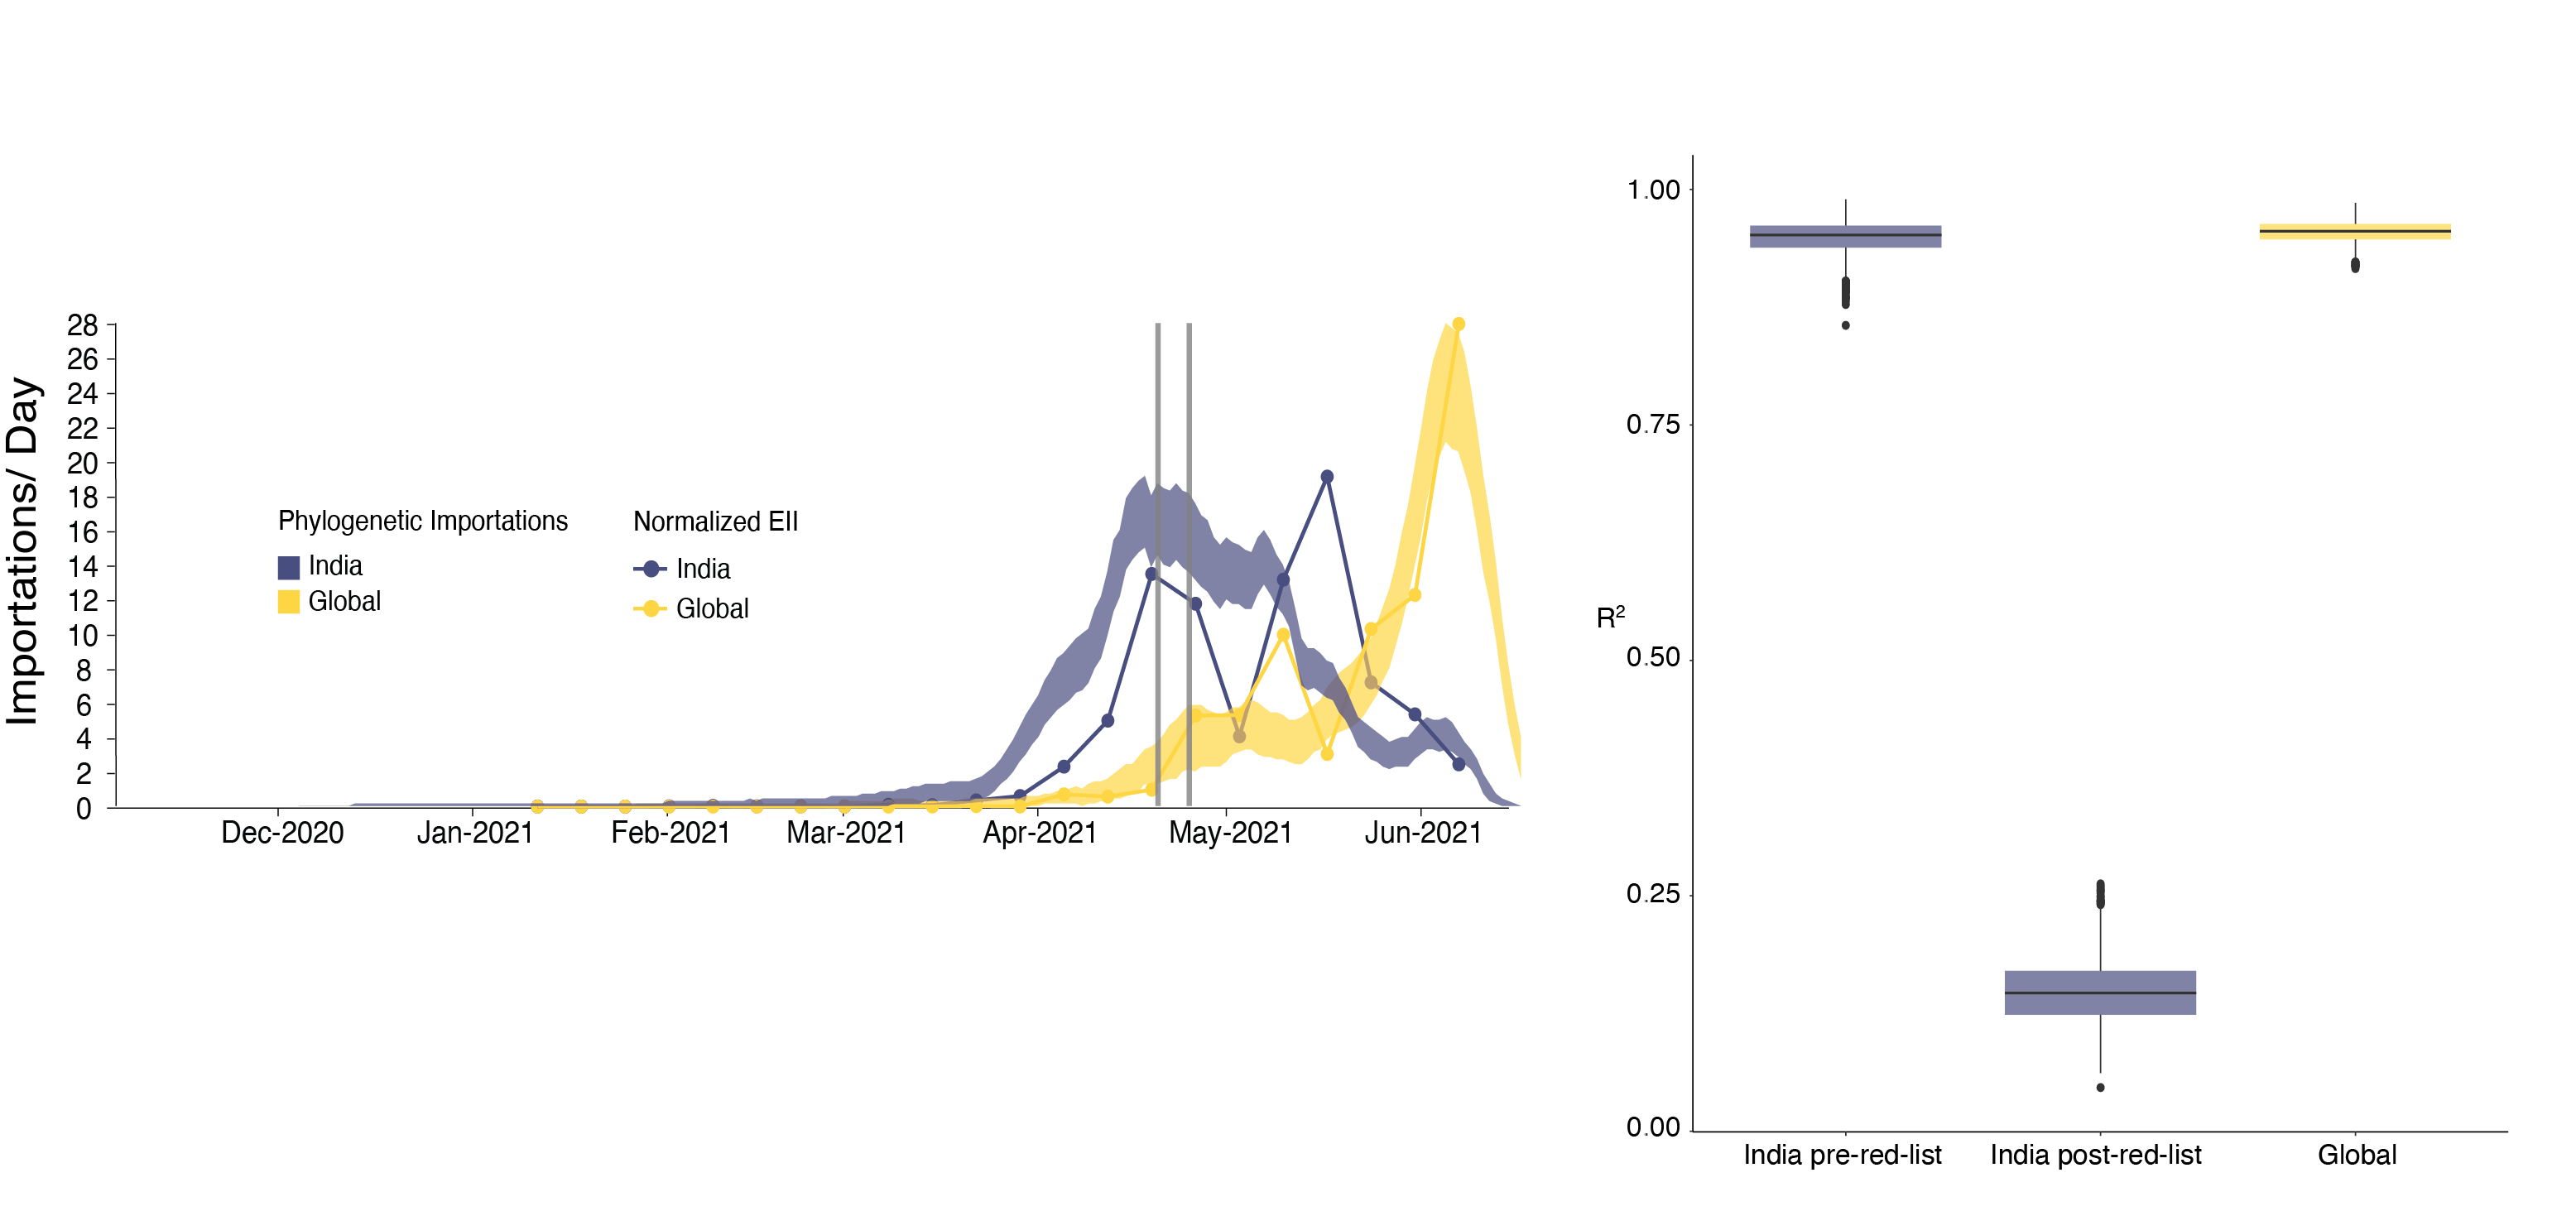 Importations/ Day
28
26
24
22
20
18
16
14
12
10
8
6
4
2
0
Phylogenetic Importations
India
Global
Normalized EII
India
Global
Dec-2020
Jan-2021
Feb-2021
Mar-2021
Apr-2021
May-2021
Jun-2021
R²
1.00
0.75
0.50
0.25
0.00
India pre-red-list
India post-red-list
Global